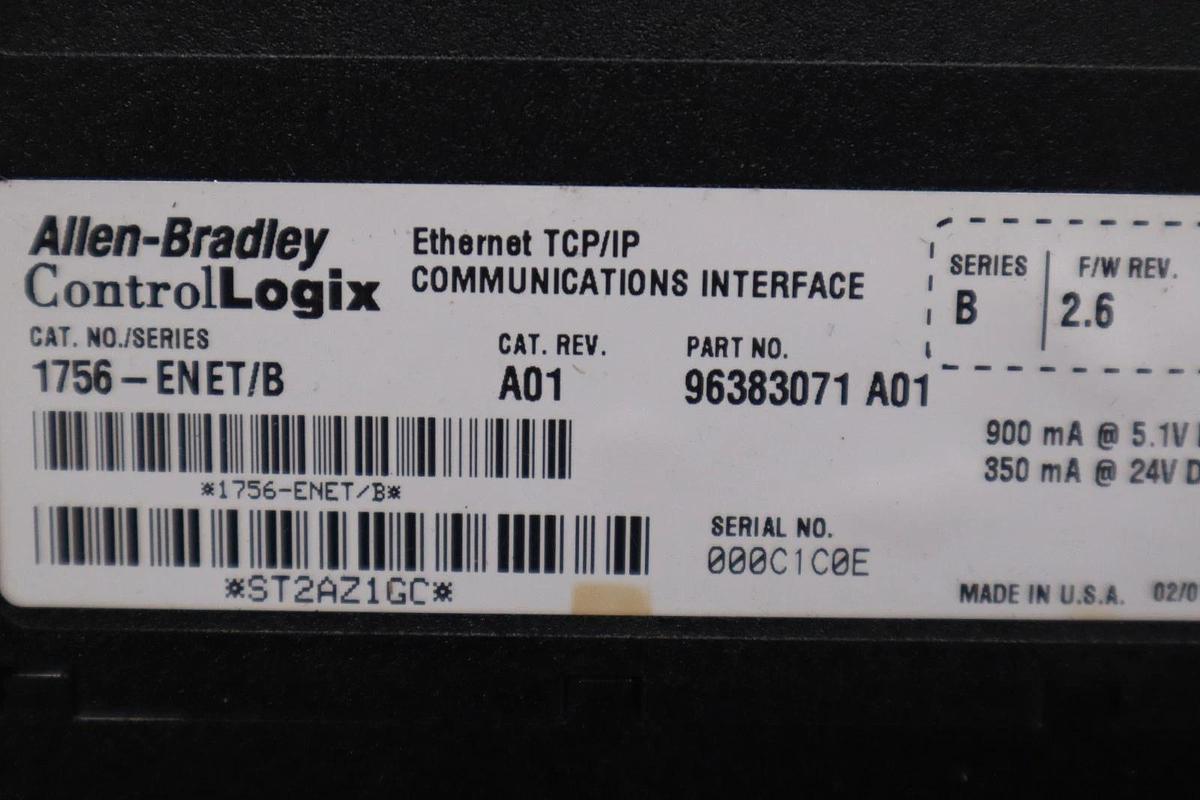 Allen-Bradley
ControlLogix
Ethernet TCP/IP
COMMUNICATIONS INTERFACE
SERIES F/W REV.
B 2.6
CAT. NO./SERIES CAT. REV. PART NO.
1756-ENET/B A01 96383071 A01
900 mA @ 5.1V
350 mA @ 24V
*1756-ENET/B*
SERIAL NO.
000C1C0E
*ST2AZ1GC*
MADE IN U.S.A. 02/0